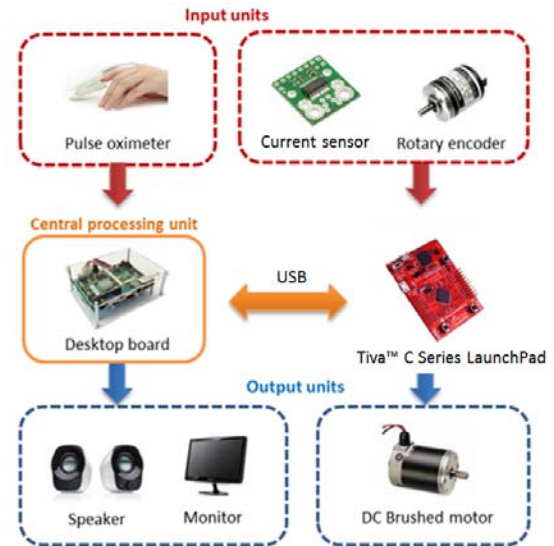 Input units
Pulse oximeter
Current sensor
Rotary encoder
Central processing unit
Desktop board
USB
Tiva™ C Series LaunchPad
Output units
Speaker
Monitor
DC Brushed motor